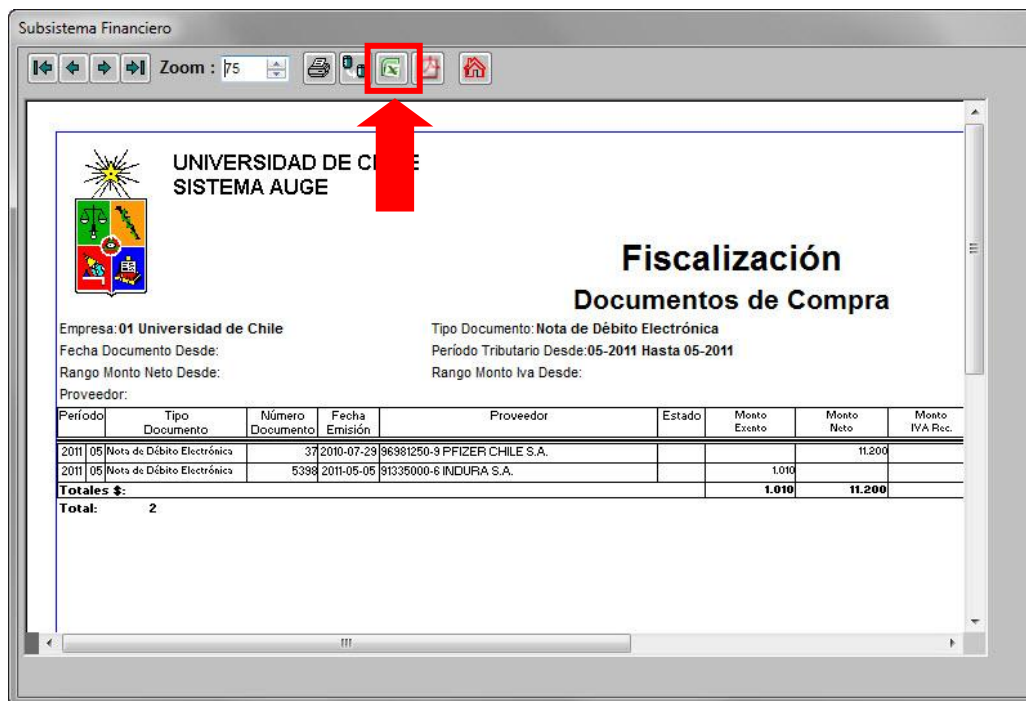 Subsistema Financiero
Zoom : 75
UNIVERSIDAD DE CHILE
SISTEMA AUGE
Fiscalización
Documentos de Compra
Empresa: 01 Universidad de Chile Tipo Documento: Nota de Débito Electrónica
Fecha Documento Desde: Período Tributario Desde: 05-2011 Hasta 05-2011
Rango Monto Neto Desde: Rango Monto Iva Desde:
Proveedor:
Período Tipo Documento Número Documento Fecha Emisión Proveedor Estado Monto Exento Monto Neto Monto IVA Rec.
2011 05 Nota de Débito Electrónica 37 2010-07-29 96981250-9 PFIZER CHILE S.A. 11.200
2011 05 Nota de Débito Electrónica 5398 2011-05-05 91335000-6 INDURA S.A. 1.010
Totales $: 1.010 11.200
Total: 2